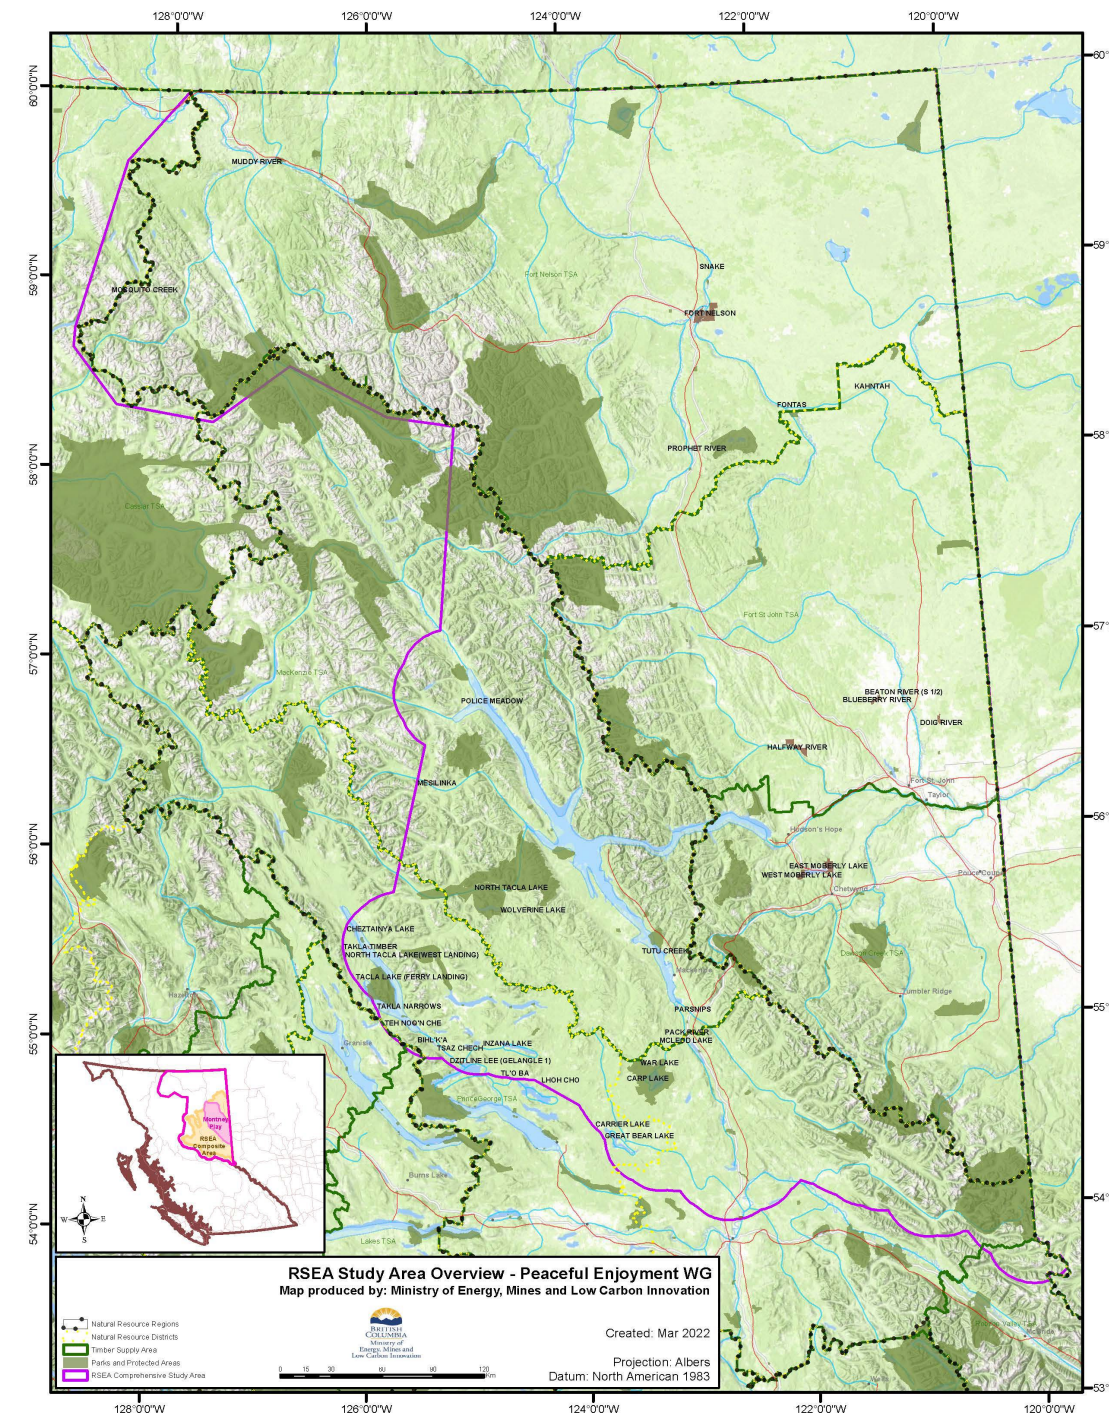 128°0'0"W 126°0'0"W 124°0'0"W 122°0'0"W 120°0'0"W
60°0'0"N
60°
MUDDY RIVER
59°
SNAKE
59°0'0"N
Fort Nelson TSA
MOSQUITO CREEK
FORT NELSON
KAHNTAH
FONTAS
58°
PROPHET RIVER
58°0'0"N
Cassiar TSA
Fort St John TSA
57°
57°0'0"N
MacKenzie TSA
BEATON RIVER (S 1/2)
POLICE MEADOW
BLUEBERRY RIVER
DOIG RIVER
HALFWAY RIVER
MESILINKA
Fort St. John
Taylor
56°
Hudson's Hope
56°0'0"N
EAST MOBERLY LAKE
WEST MOBERLY LAKE
Pouce Coupe
NORTH TACLA LAKE
Chetwynd
WOLVERINE LAKE
CHEZTAINYA LAKE
TAKLA TIMBER
TUTU CREEK
NORTH TACLA LAKE(WEST LANDING)
Dawson Creek TSA
Mackenzie
TACLA LAKE (FERRY LANDING)
Tumbler Ridge
Hazelton
TAKLA NARROWS
PARSNIPS
55°
TEH NOO'N CHE
PACK RIVER
55°0'0"N
BIHL'K'A
MCLEOD LAKE
Granisle
INZANA LAKE
TSAZ CHECH
DZITLINE LEE (GELANGLE 1)
WAR LAKE
TL'O BA
CARP LAKE
LHOH CHO
Prince George TSA
CARRIER LAKE
GREAT BEAR LAKE
Burns Lake
54°
54°0'0"N
Lakes TSA
Robson Valley TSA
McBride
Wells
53°
Montney
Play
RSEA
Composite
Area
N
W E
S
RSEA Study Area Overview - Peaceful Enjoyment WG
Map produced by: Ministry of Energy, Mines and Low Carbon Innovation
Natural Resource Regions
Natural Resource Districts
Timber Supply Area
Parks and Protected Areas
RSEA Comprehensive Study Area
BRITISH
COLUMBIA
Ministry of
Energy, Mines and
Low Carbon Innovation
0 15 30 60 90 120
Km
Created: Mar 2022
Projection: Albers
Datum: North American 1983
128°0'0"W 126°0'0"W 124°0'0"W 122°0'0"W 120°0'0"W